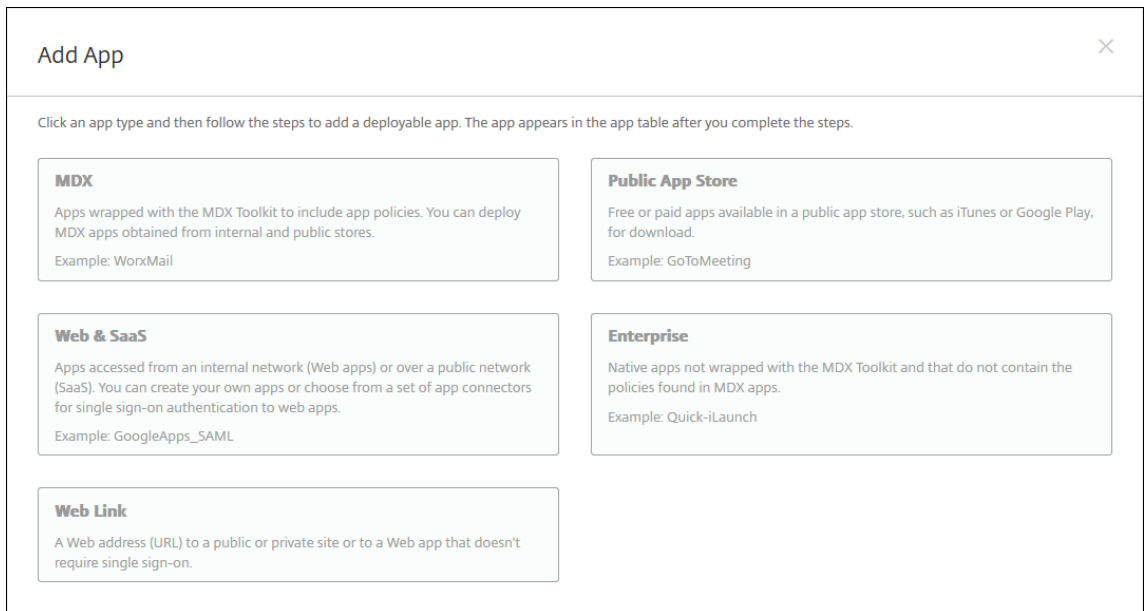 Add App
Click an app type and then follow the steps to add a deployable app. The app appears in the app table after you complete the steps.
MDX
Apps wrapped with the MDX Toolkit to include app policies. You can deploy
MDX apps obtained from internal and public stores.
Example: WorxMail
Public App Store
Free or paid apps available in a public app store, such as iTunes or Google Play,
for download.
Example: GoToMeeting
Web & SaaS
Apps accessed from an internal network (Web apps) or over a public network
(SaaS). You can create your own apps or choose from a set of app connectors
for single sign-on authentication to web apps.
Example: GoogleApps_SAML
Enterprise
Native apps not wrapped with the MDX Toolkit and that do not contain the
policies found in MDX apps.
Example: Quick-iLaunch
Web Link
A Web address (URL) to a public or private site or to a Web app that doesn't
require single sign-on.